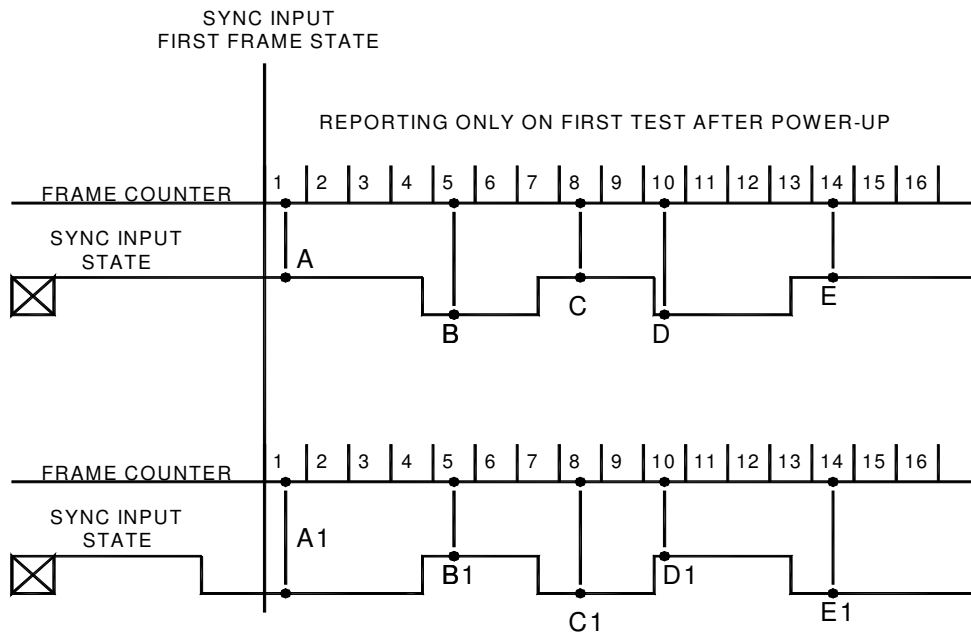 SYNC INPUT
FIRST FRAME STATE
REPORTING ONLY ON FIRST TEST AFTER POWER-UP
1 2 3 4 5 6 7 8 9 10 11 12 13 14 15 16
FRAME COUNTER
SYNC INPUT
STATE
A
B
C
D
E
1 2 3 4 5 6 7 8 9 10 11 12 13 14 15 16
FRAME COUNTER
SYNC INPUT
STATE
A1
B1
C1
D1
E1